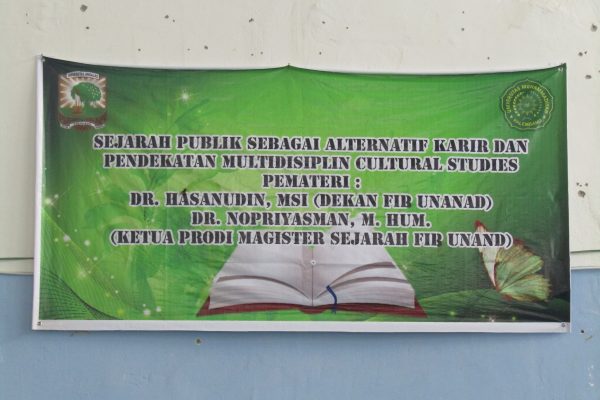 SEJARAH PUBLIK SEBAGAI ALTERNATIF KARIR DAN
PENDEKATAN MULTIDISIPLIN CULTURAL STUDIES
PEMATERI :
DR. HASANUDIN, MSI (DEKAN FIB UNANAD)
DR. NOPRIYASMAN, M. HUM.
(KETUA PRODI MAGISTER SEJARAH FIB UNAND)